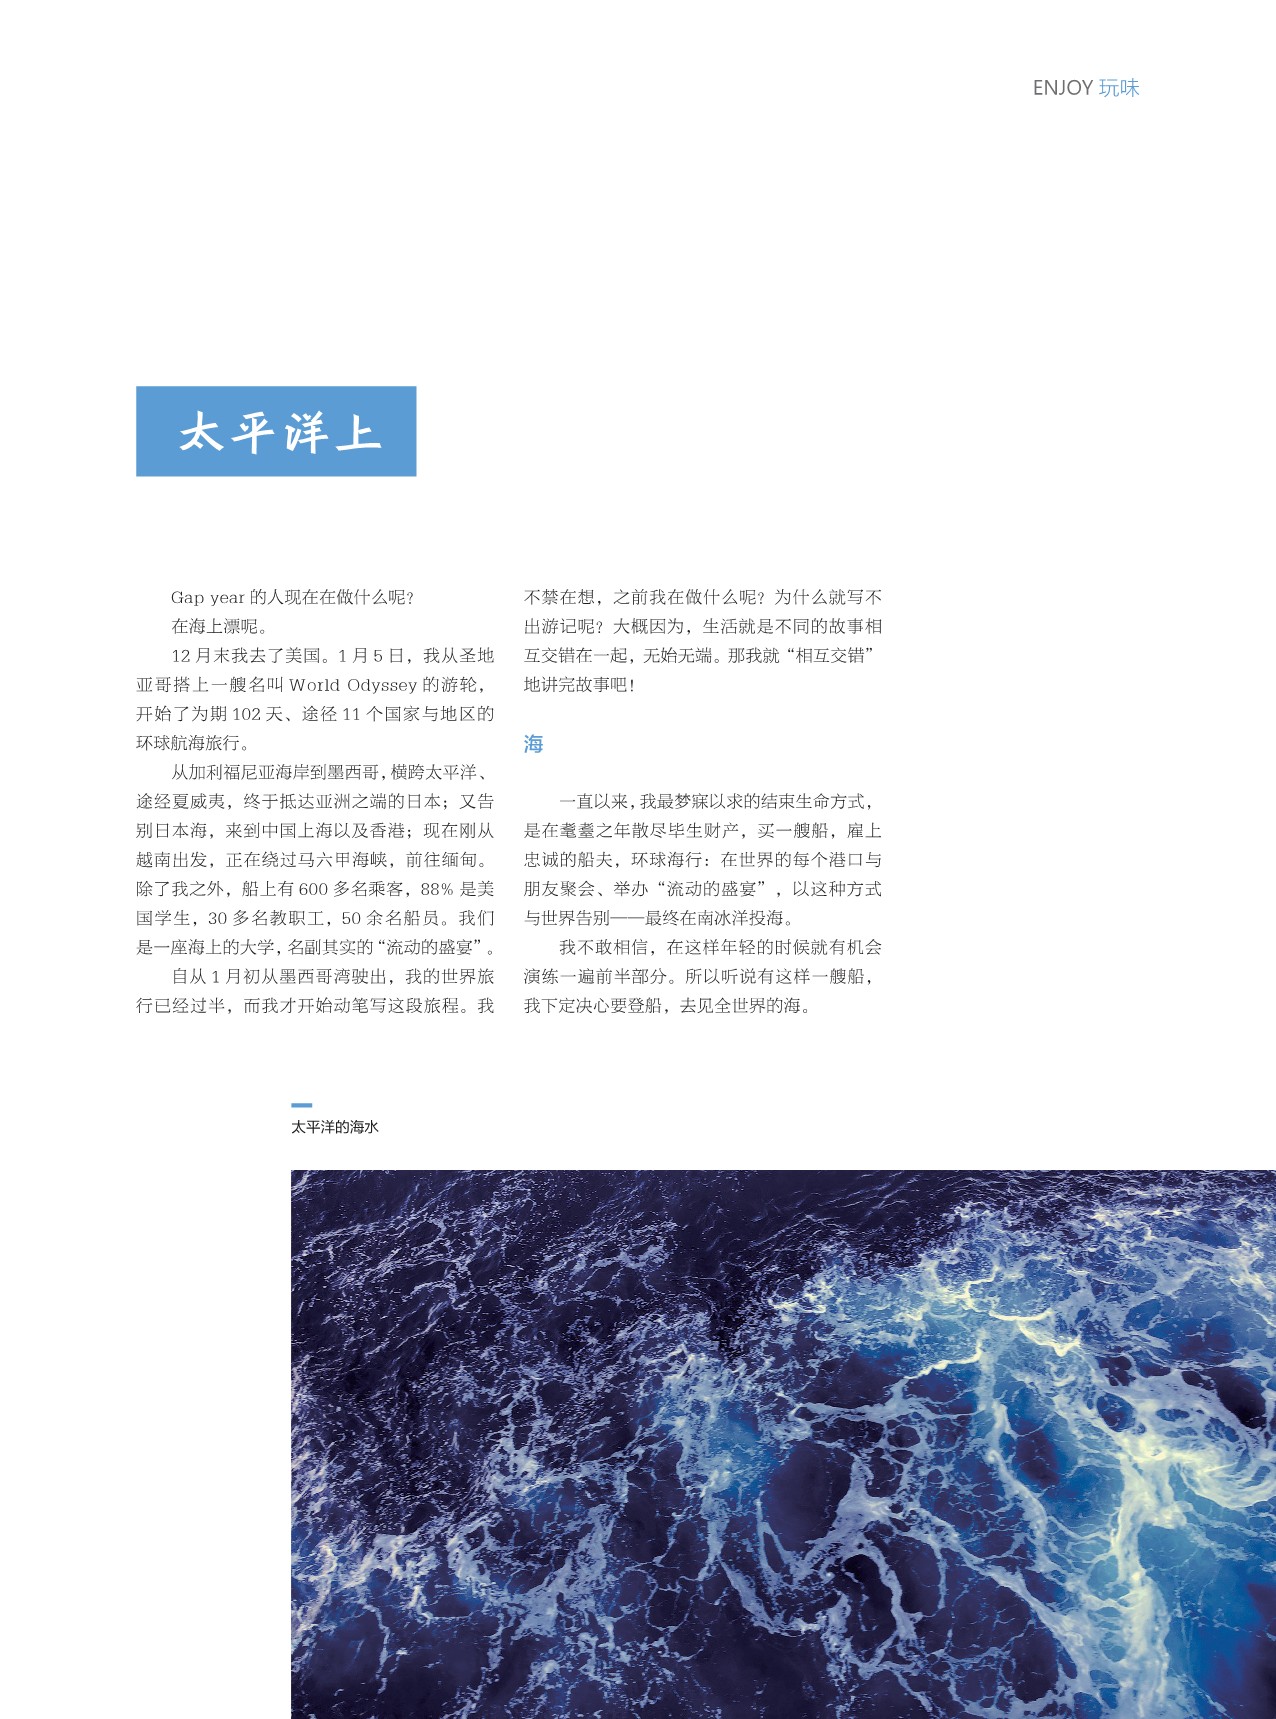 ENJOY 玩味
太平洋上
Gap year 的人现在在做什么呢？
在海上漂呢。
12 月末我去了美国。1 月 5 日，我从圣地
亚哥搭上一艘名叫 World Odyssey 的游轮，
开始了为期 102 天、途径 11 个国家与地区的
环球航海旅行。
从加利福尼亚海岸到墨西哥，横跨太平洋、
途经夏威夷，终于抵达亚洲之端的日本；又告
别日本海，来到中国上海以及香港；现在刚从
越南出发，正在绕过马六甲海峡，前往缅甸。
除了我之外，船上有 600 多名乘客，88% 是美
国学生，30 多名教职工，50 余名船员。我们
是一座海上的大学，名副其实的“流动的盛宴”。
自从 1 月初从墨西哥湾驶出，我的世界旅
行已经过半，而我才开始动笔写这段旅程。我
不禁在想，之前我在做什么呢？为什么就写不
出游记呢？大概因为，生活就是不同的故事相
互交错在一起，无始无端。那我就“相互交错”
地讲完故事吧！
海
一直以来，我最梦寐以求的结束生命方式，
是在耄耋之年散尽毕生财产，买一艘船，雇上
忠诚的船夫，环球海行：在世界的每个港口与
朋友聚会、举办“流动的盛宴”，以这种方式
与世界告别——最终在南冰洋投海。
我不敢相信，在这样年轻的时候就有机会
演练一遍前半部分。所以听说有这样一艘船，
我下定决心要登船，去见全世界的海。
太平洋的海水